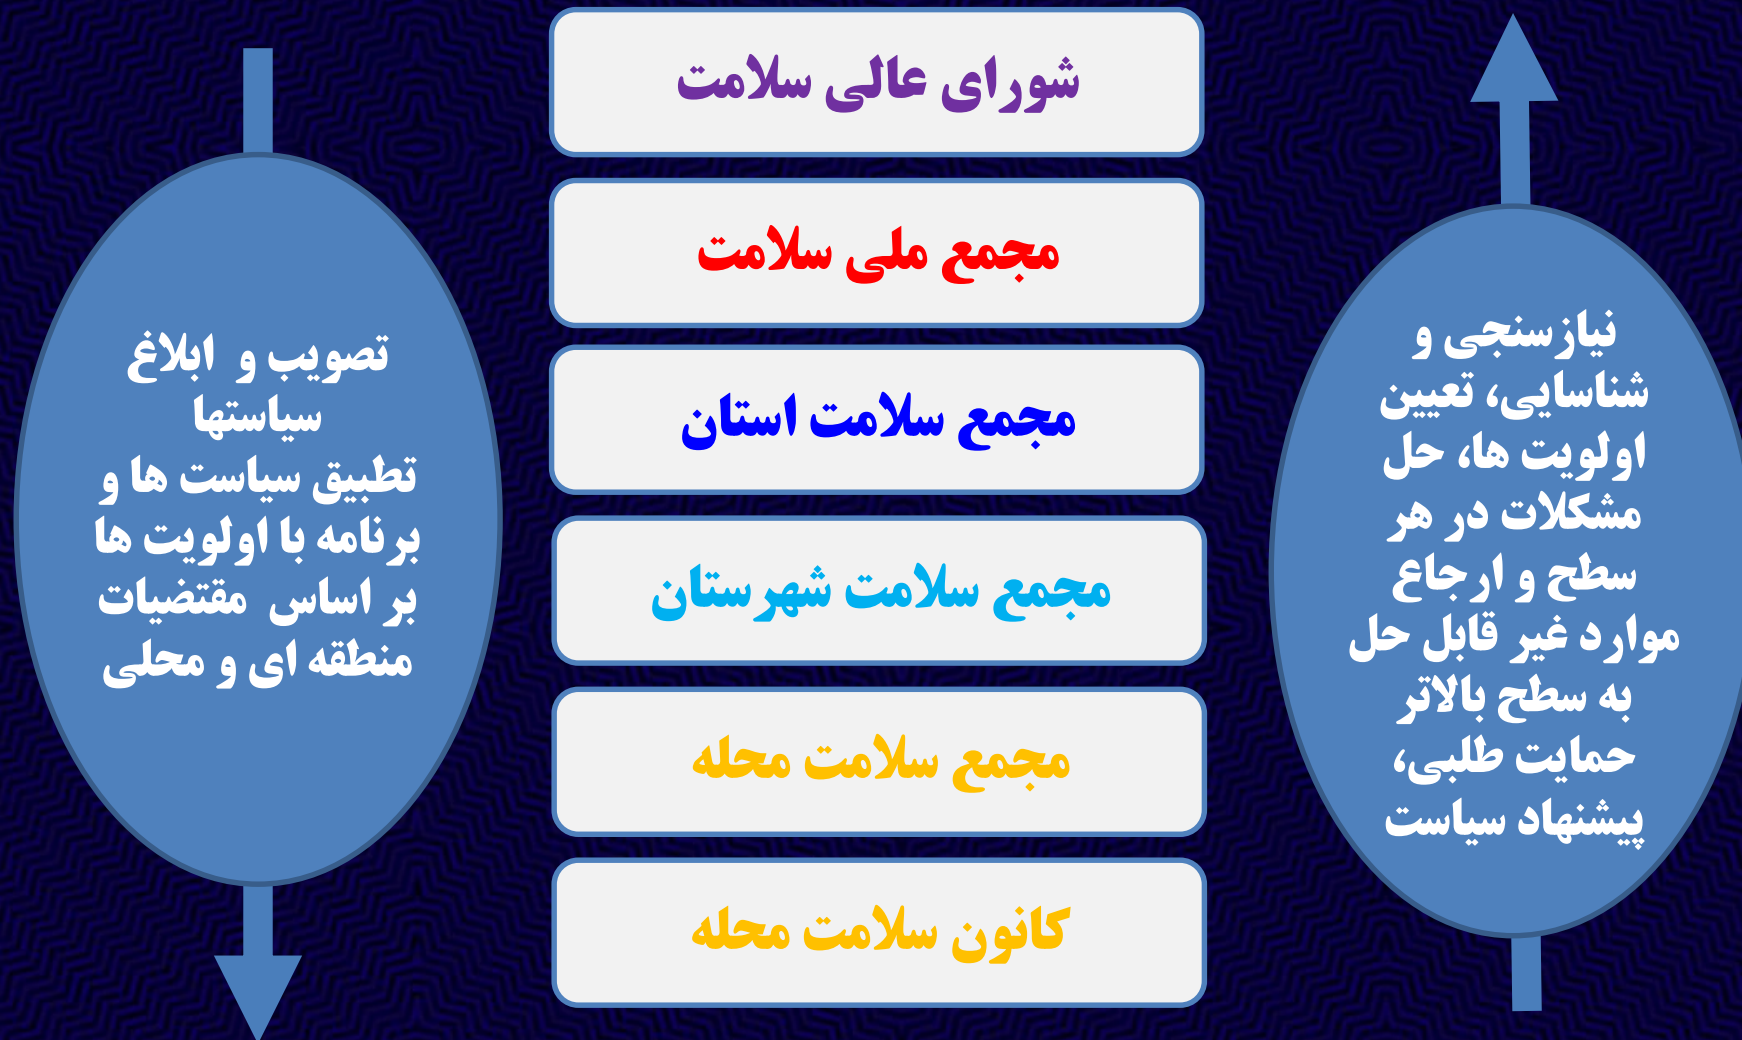 شورای عالی سلامت
مجمع ملی سلامت
مجمع سلامت استان
مجمع سلامت شهرستان
مجمع سلامت محله
کانون سلامت محله
نیازسنجی و
شناسایی، تعیین
اولویت ها، حل
مشکلات در هر
سطح و ارجاع
موارد غیر قابل حل
به سطح بالاتر
حمایت طلبی،
پیشنهاد سیاست
تصویب و ابلاغ
سیاستها
تطبیق سیاست ها و
برنامه با اولویت ها
بر اساس مقتضیات
منطقه ای و محلی